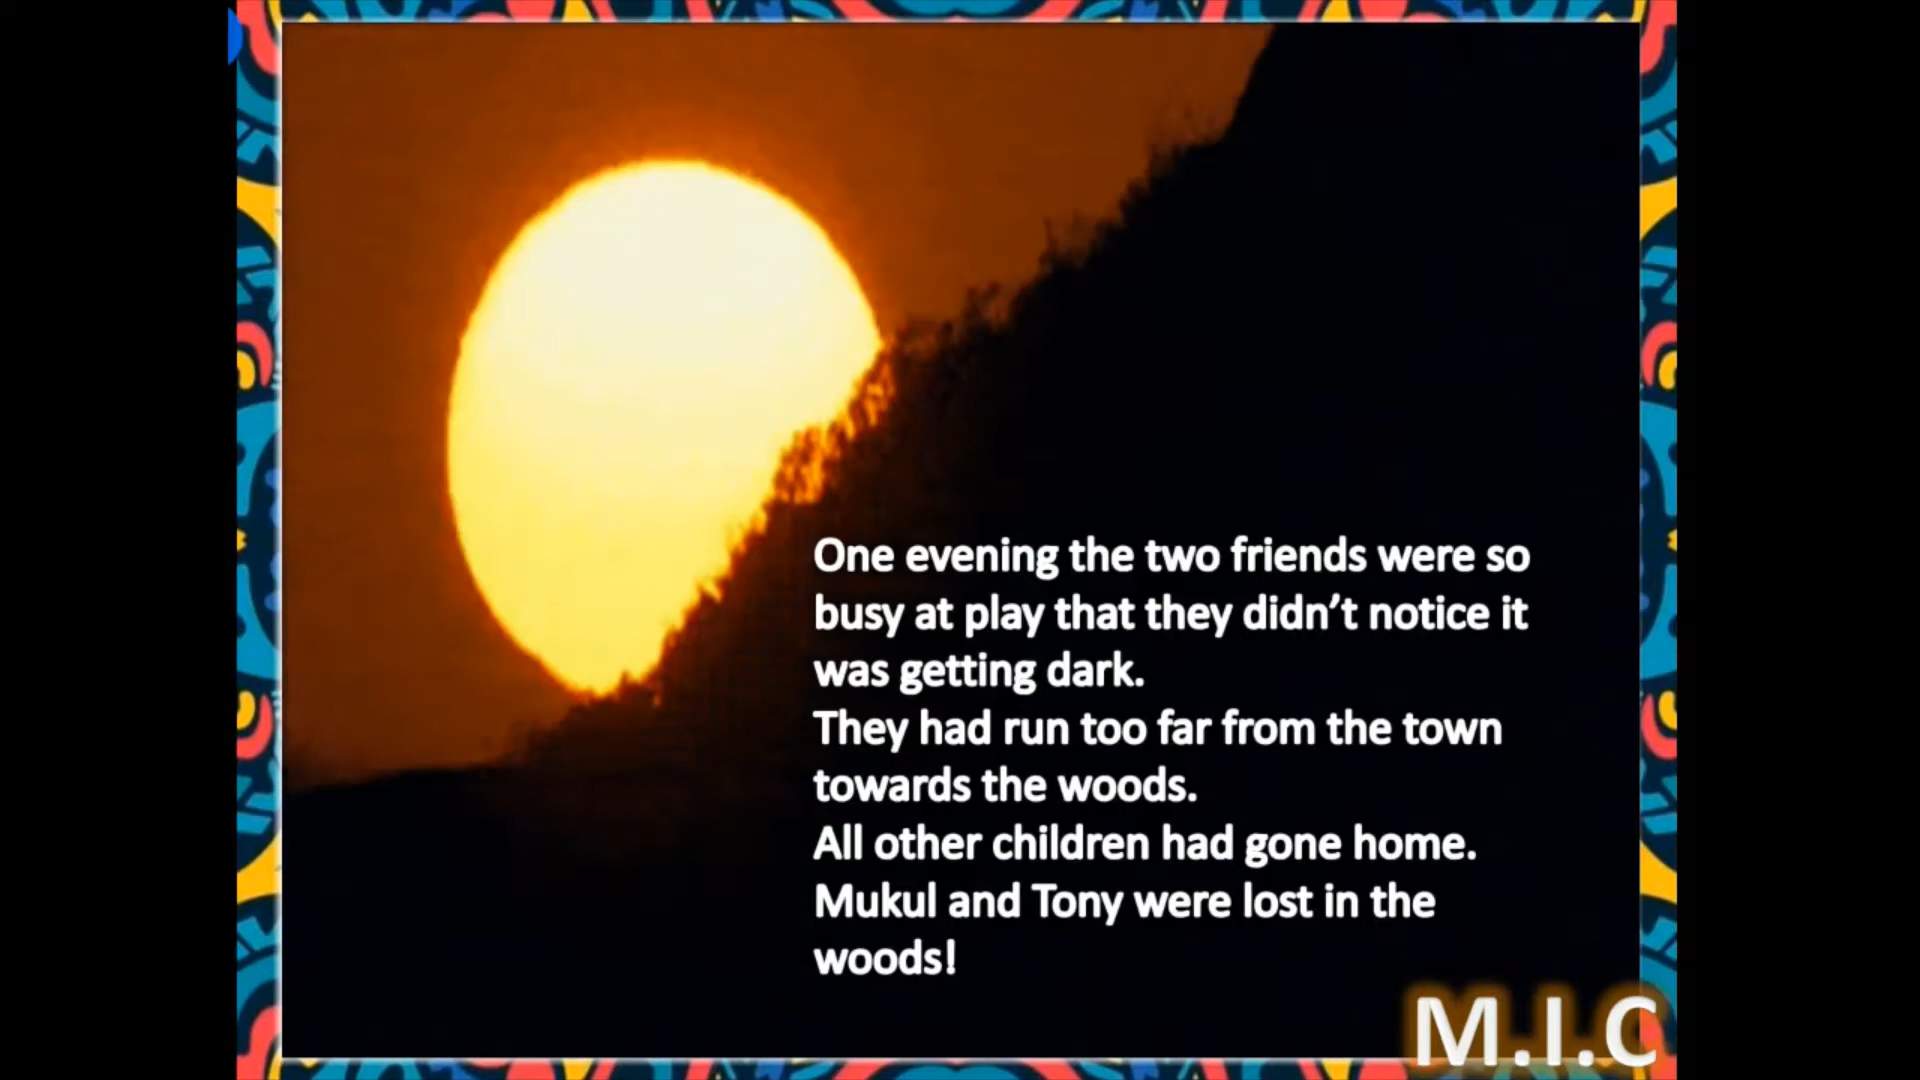 One evening the two friends were so
busy at play that they didn’t notice it
was getting dark.
They had run too far from the town
towards the woods.
All other children had gone home.
Mukul and Tony were lost in the
woods!
M.I.C